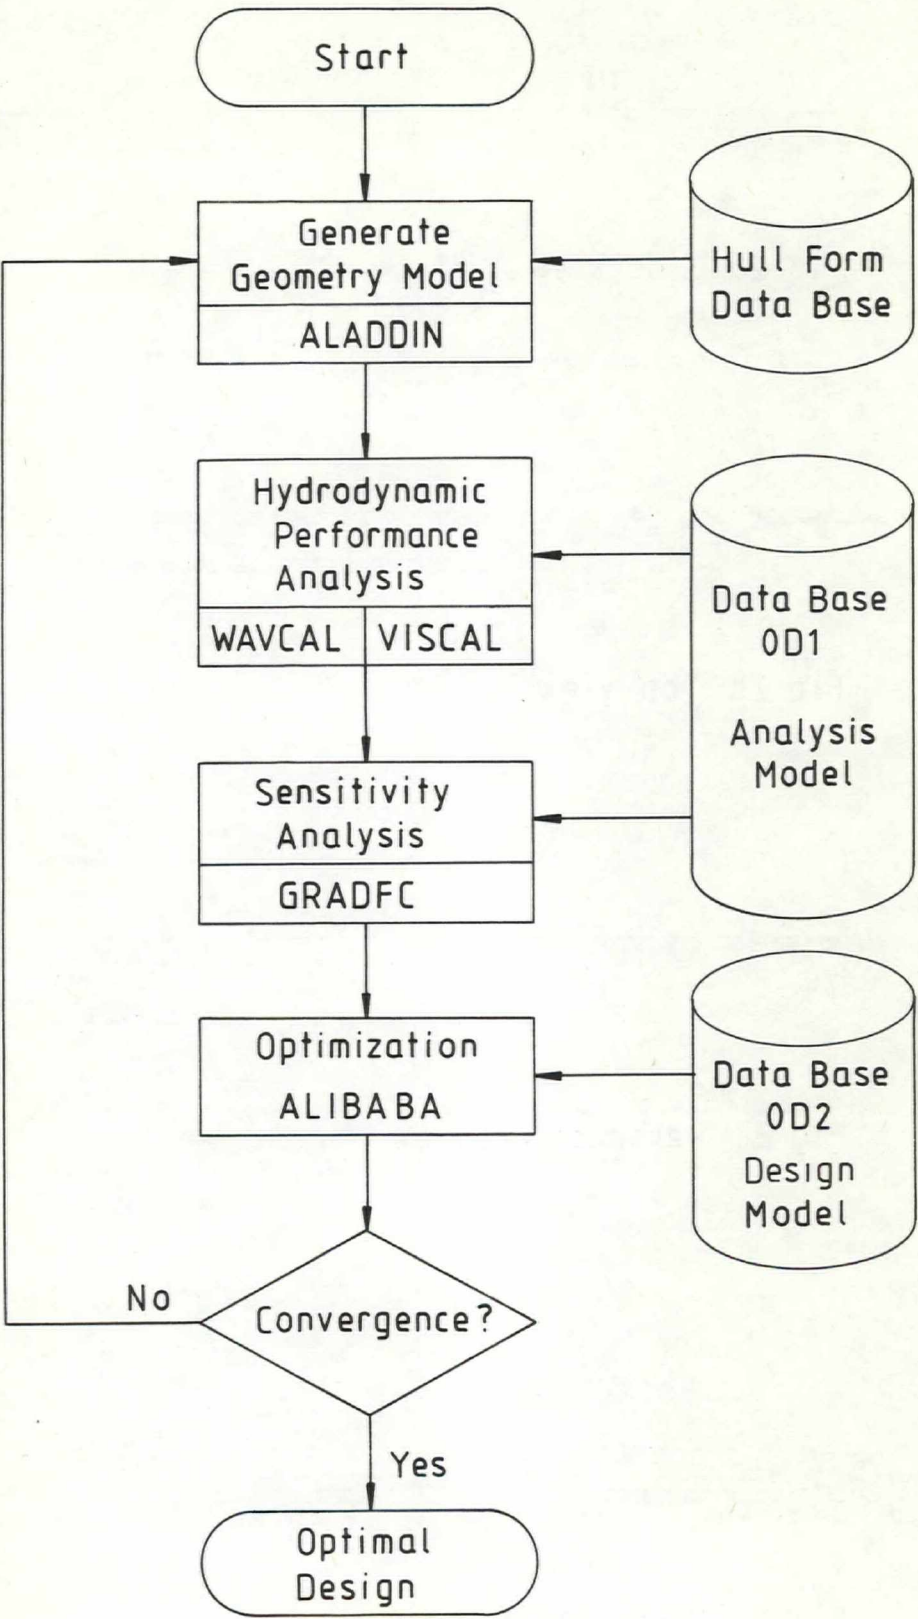 Start
Generate
Geometry Model
ALADDIN
Hull Form
Data Base
Hydrodynamic
Performance
Analysis
WAVCAL VISCAL
Data Base
OD1
Analysis
Model
Sensitivity
Analysis
GRADFC
Optimization
ALIBABA
Data Base
OD2
Design
Model
Convergence?
No
Yes
Optimal
Design